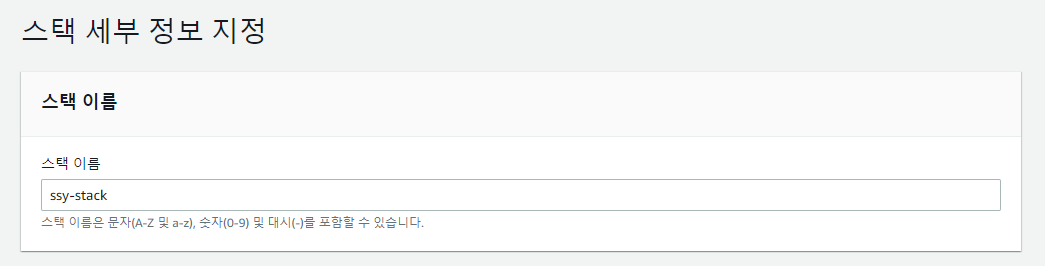 스택 세부 정보 지정
스택 이름
스택 이름
ssy-stack
스택 이름은 문자(A-Z 및 a-z), 숫자(0-9) 및 대시(-)를 포함할 수 있습니다.